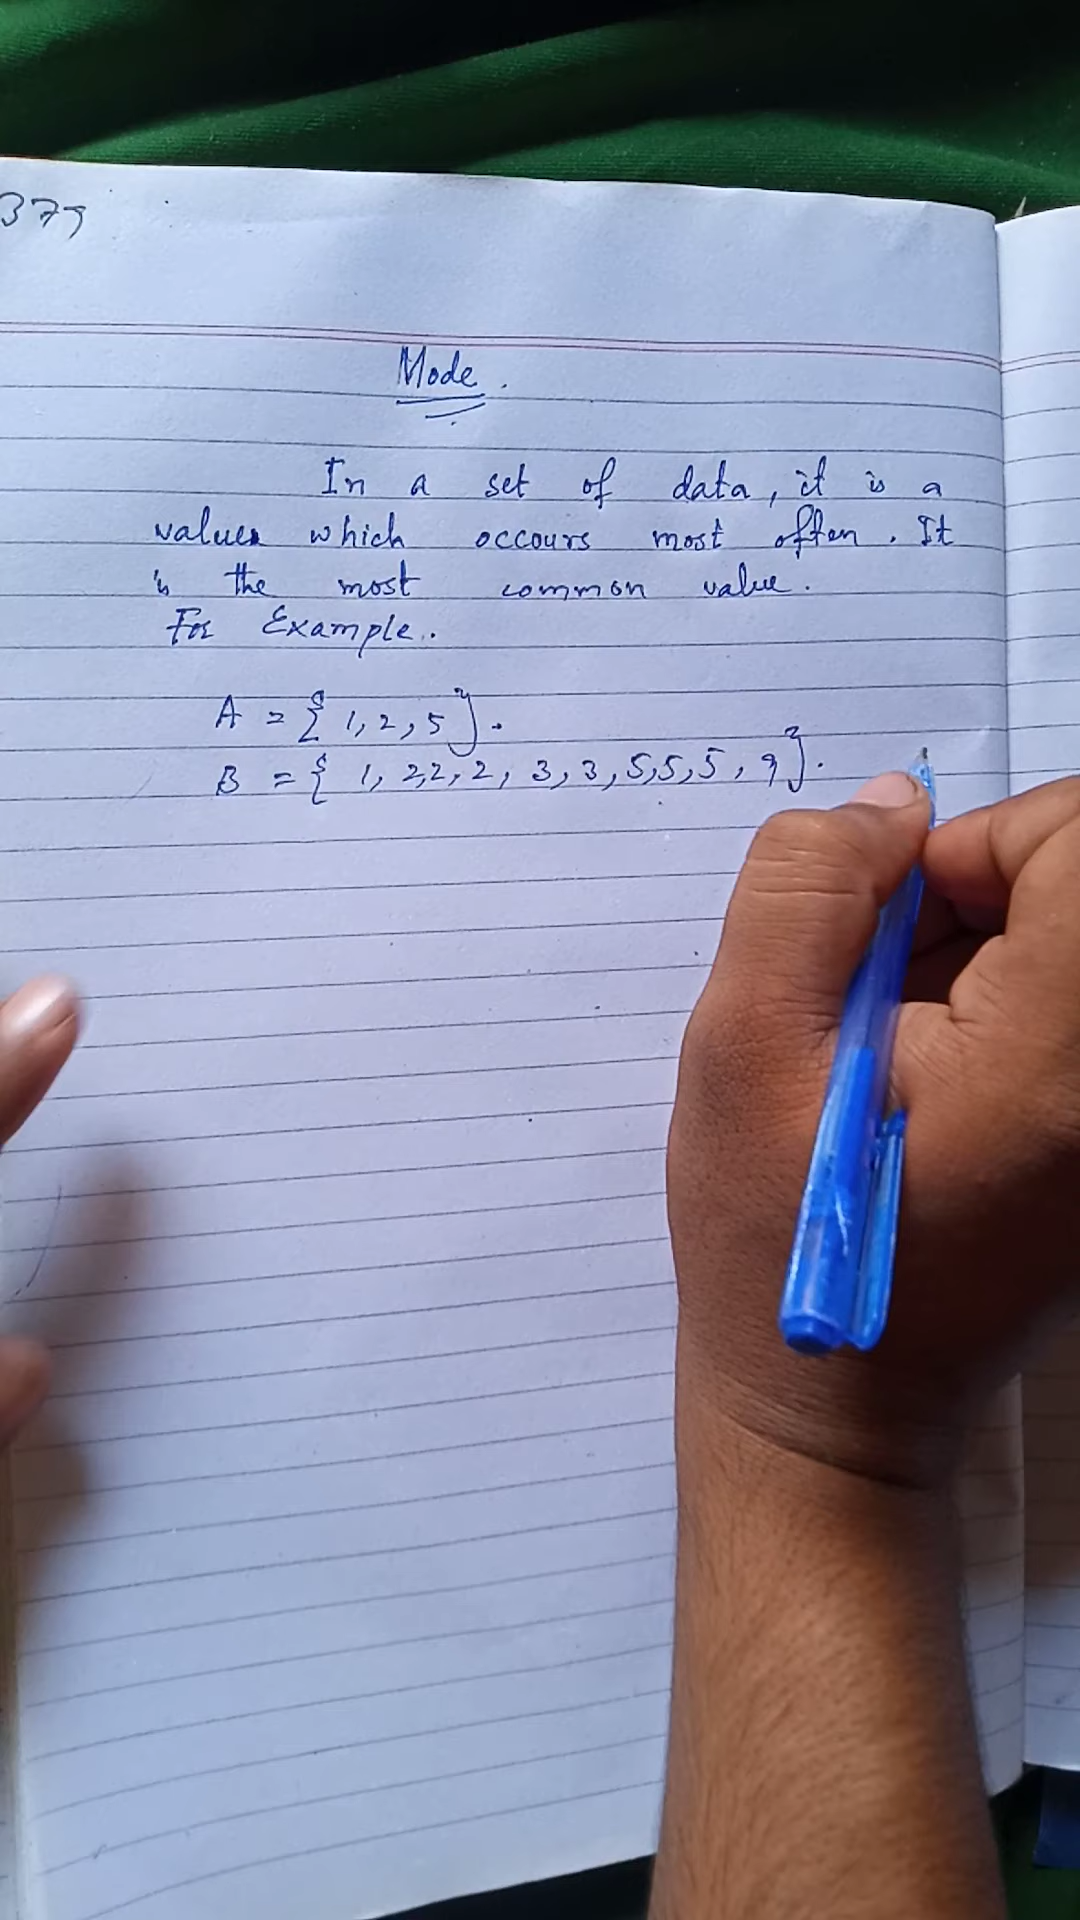 375
Mode.
In a set of data, it is a
values which occours most often. It
is the most common value.
For Example..
A = { 1, 2, 5 }.
B = { 1, 2,2, 2, 3, 3, 5,5,5, 9 }.